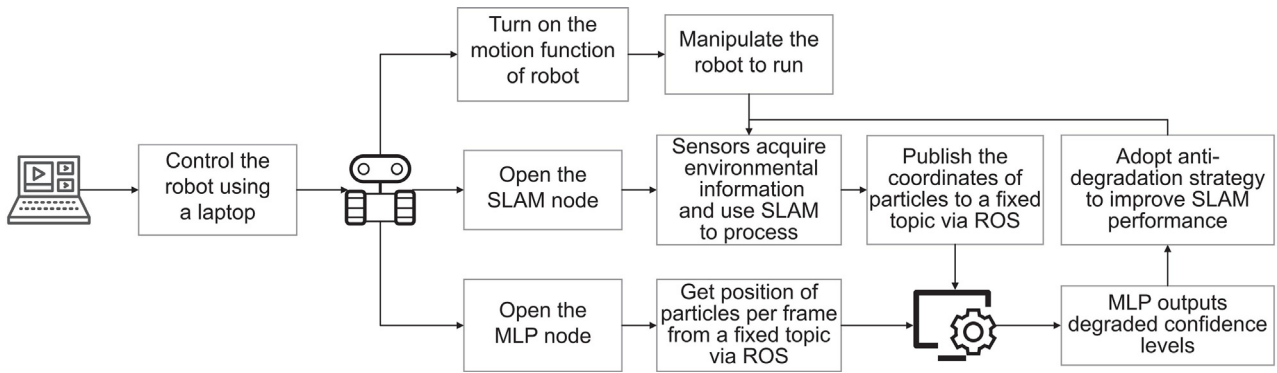 Turn on the
motion function
of robot
Manipulate the
robot to run
Control the
robot using
a laptop
Open the
SLAM node
Sensors acquire
environmental
information
and use SLAM
to process
Publish the
coordinates of
particles to a fixed
topic via ROS
Adopt anti-
degradation strategy
to improve SLAM
performance
Open the
MLP node
Get position of
particles per frame
from a fixed topic
via ROS
MLP outputs
degraded confidence
levels